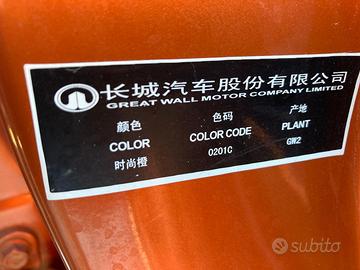 长城汽车股份有限公司
GREAT WALL MOTOR COMPANY LIMITED
颜色 色码 产地
COLOR COLOR CODE PLANT
时尚橙 0201C GW2
subito